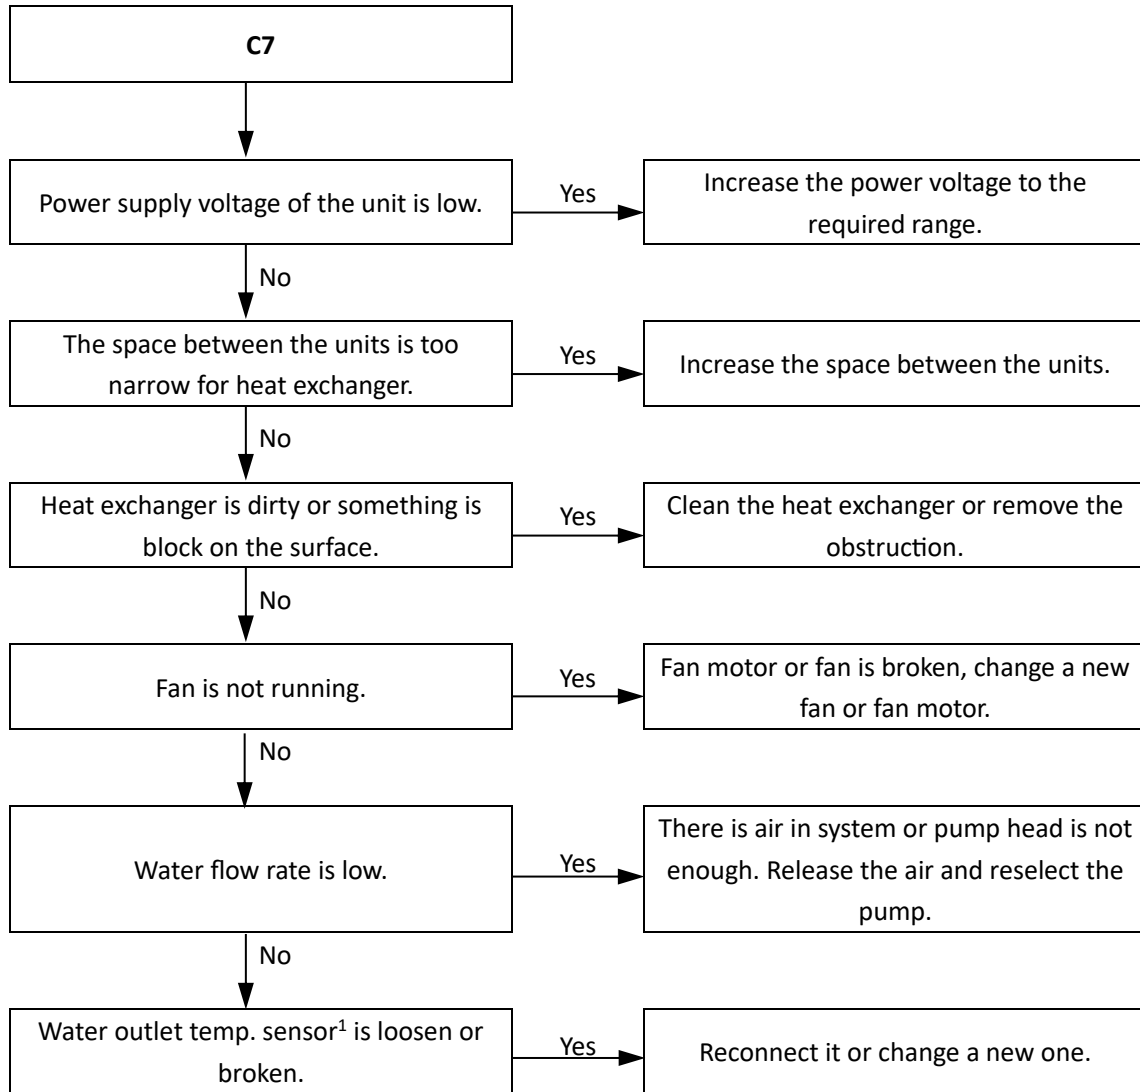 C7
Power supply voltage of the unit is low.
Yes
Increase the power voltage to the
required range.
No
The space between the units is too
narrow for heat exchanger.
Yes
Increase the space between the units.
No
Heat exchanger is dirty or something is
block on the surface.
Yes
Clean the heat exchanger or remove the
obstruction.
No
Fan is not running.
Yes
Fan motor or fan is broken, change a new
fan or fan motor.
No
Water flow rate is low.
Yes
There is air in system or pump head is not
enough. Release the air and reselect the
pump.
No
Water outlet temp. sensor¹ is loosen or
broken.
Yes
Reconnect it or change a new one.